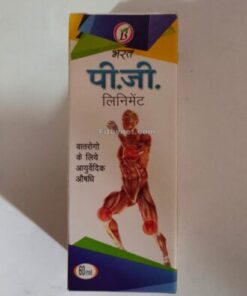 भरत
पी.जी.
लिनिमेंट
वातरोगो
के लिये
आयुर्वेदिक
औषधि
60 ml